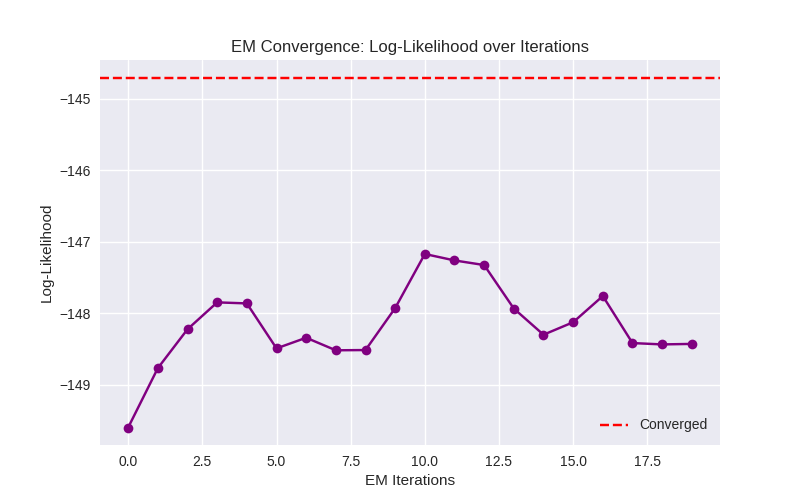 EM Convergence: Log-Likelihood over Iterations
−145
−146
−147
−148
−149
Log-Likelihood
Converged
0.0 2.5 5.0 7.5 10.0 12.5 15.0 17.5
EM Iterations